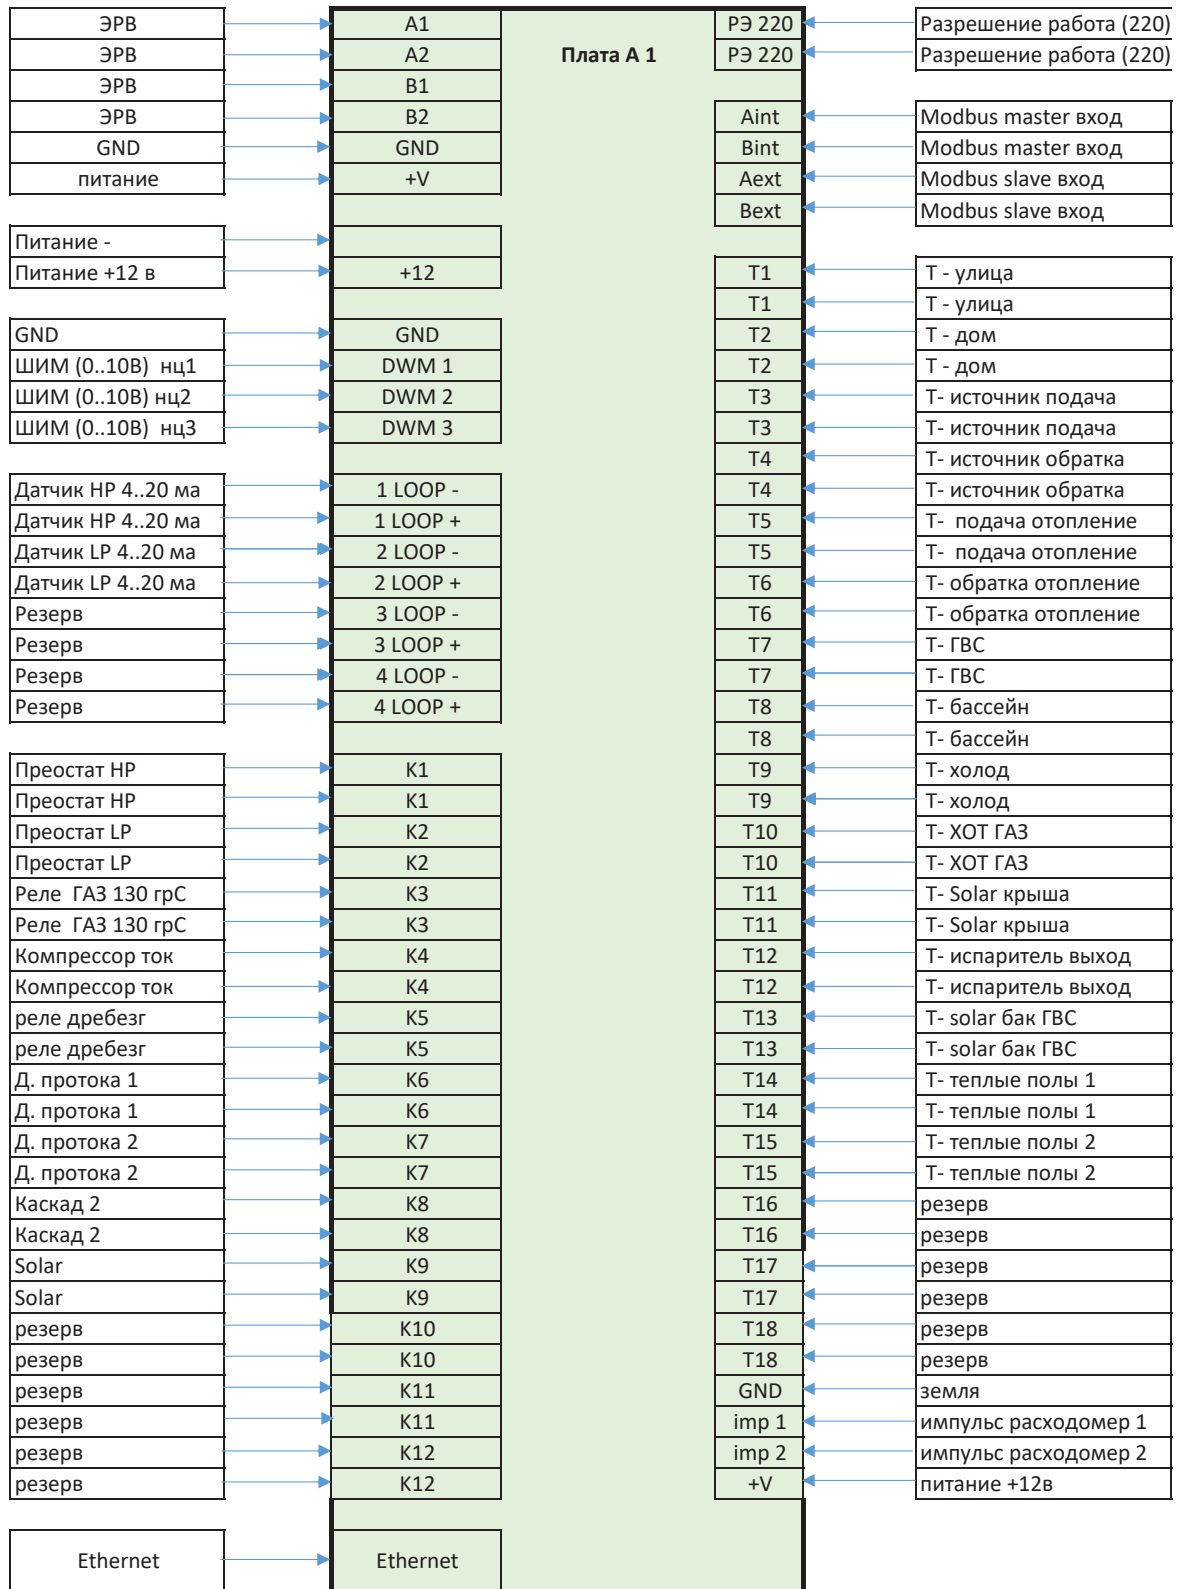 ЭРВ A1 Плата А 1 РЭ 220 Разрешение работа (220)
ЭРВ A2 РЭ 220 Разрешение работа (220)
ЭРВ B1
ЭРВ B2 Aint Modbus master вход
GND GND Bint Modbus master вход
питание +V Aext Modbus slave вход
Bext Modbus slave вход
Питание -
Питание +12 в +12 T1 Т - улица
T1 Т - улица
GND GND T2 Т - дом
ШИМ (0..10В) нц1 DWM 1 T2 Т - дом
ШИМ (0..10В) нц2 DWM 2 T3 Т- источник подача
ШИМ (0..10В) нц3 DWM 3 T3 Т- источник подача
T4 Т- источник обратка
Датчик HP 4..20 ма 1 LOOP - T4 Т- источник обратка
Датчик HP 4..20 ма 1 LOOP + T5 Т- подача отопление
Датчик LP 4..20 ма 2 LOOP - T5 Т- подача отопление
Датчик LP 4..20 ма 2 LOOP + T6 Т- обратка отопление
Резерв 3 LOOP - T6 Т- обратка отопление
Резерв 3 LOOP + T7 Т- ГВС
Резерв 4 LOOP - T7 Т- ГВС
Резерв 4 LOOP + T8 Т- бассейн
T8 Т- бассейн
Преостат HP K1 T9 Т- холод
Преостат HP K1 T9 Т- холод
Преостат LP K2 T10 Т- ХОТ ГАЗ
Преостат LP K2 T10 Т- ХОТ ГАЗ
Реле ГАЗ 130 грС K3 T11 Т- Solar крыша
Реле ГАЗ 130 грС K3 T11 Т- Solar крыша
Компрессор ток K4 T12 Т- испаритель выход
Компрессор ток K4 T12 Т- испаритель выход
реле дребезг K5 T13 Т- solar бак ГВС
реле дребезг K5 T13 Т- solar бак ГВС
Д. протока 1 K6 T14 Т- теплые полы 1
Д. протока 1 K6 T14 Т- теплые полы 1
Д. протока 2 K7 T15 Т- теплые полы 2
Д. протока 2 K7 T15 Т- теплые полы 2
Каскад 2 K8 T16 резерв
Каскад 2 K8 T16 резерв
Solar K9 T17 резерв
Solar K9 T17 резерв
резерв K10 T18 резерв
резерв K10 T18 резерв
резерв K11 GND земля
резерв K11 imp 1 импульс расходомер 1
резерв K12 imp 2 импульс расходомер 2
резерв K12 +V питание +12в
Ethernet Ethernet